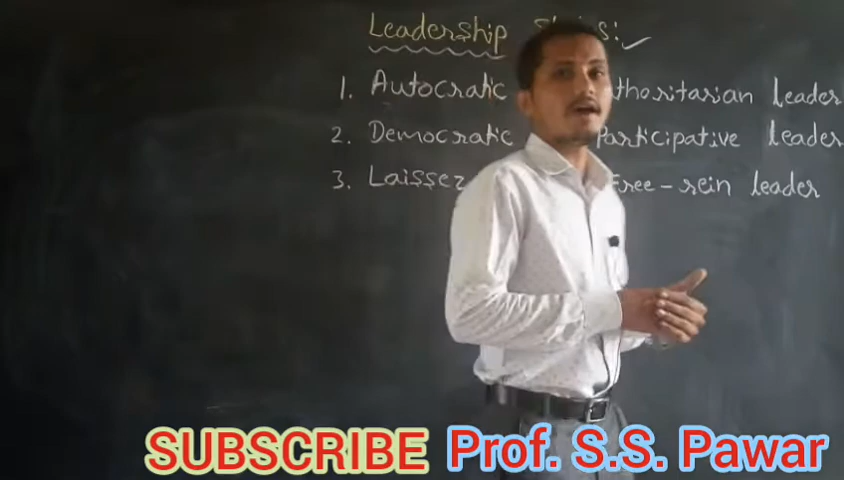 Leadership
1. Autocratic thoritarian leader
2. Democratic Participative leader
3. Laissez Free-rein leader
SUBSCRIBE Prof. S.S. Pawar